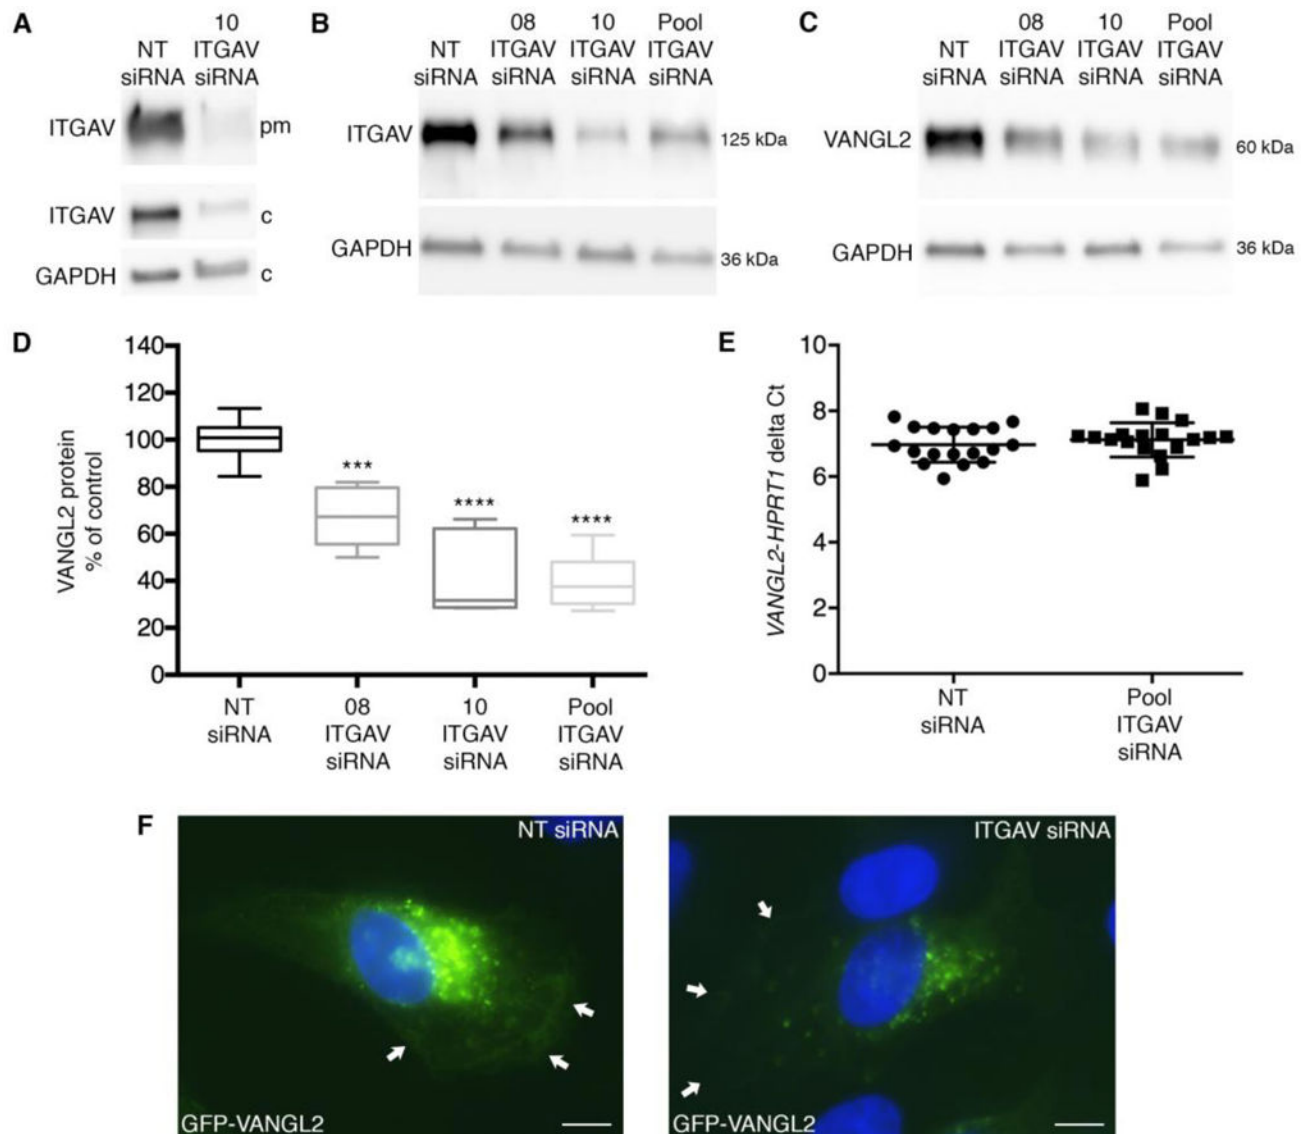 A
10
NT ITGAV
siRNA siRNA
ITGAV pm
ITGAV c
GAPDH c
B
08 10 Pool
NT ITGAV ITGAV ITGAV
siRNA siRNA siRNA siRNA
ITGAV 125 kDa
GAPDH 36 kDa
C
08 10 Pool
NT ITGAV ITGAV ITGAV
siRNA siRNA siRNA siRNA
VANGL2 60 kDa
GAPDH 36 kDa
D
VANGL2 protein
% of control
140
120
100
80
60
40
20
0
***
****
****
NT 08 10 Pool
siRNA ITGAV ITGAV ITGAV
siRNA siRNA siRNA
E
VANGL2-HPRT1 delta Ct
10
8
6
4
2
0
NT Pool
siRNA ITGAV
siRNA
F
NT siRNA
GFP-VANGL2
ITGAV siRNA
GFP-VANGL2